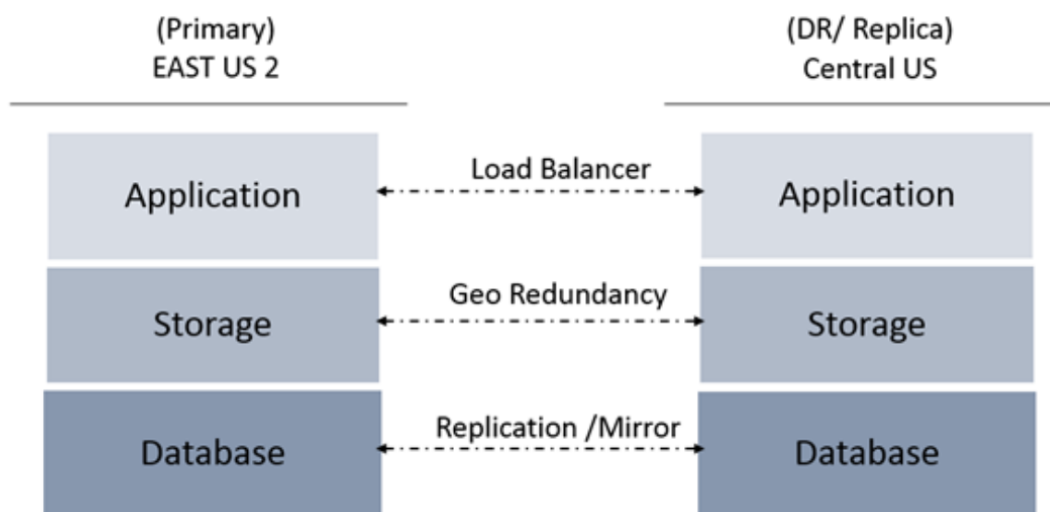 (Primary)
EAST US 2
(DR/ Replica)
Central US
Application
Load Balancer
Application
Storage
Geo Redundancy
Storage
Database
Replication /Mirror
Database